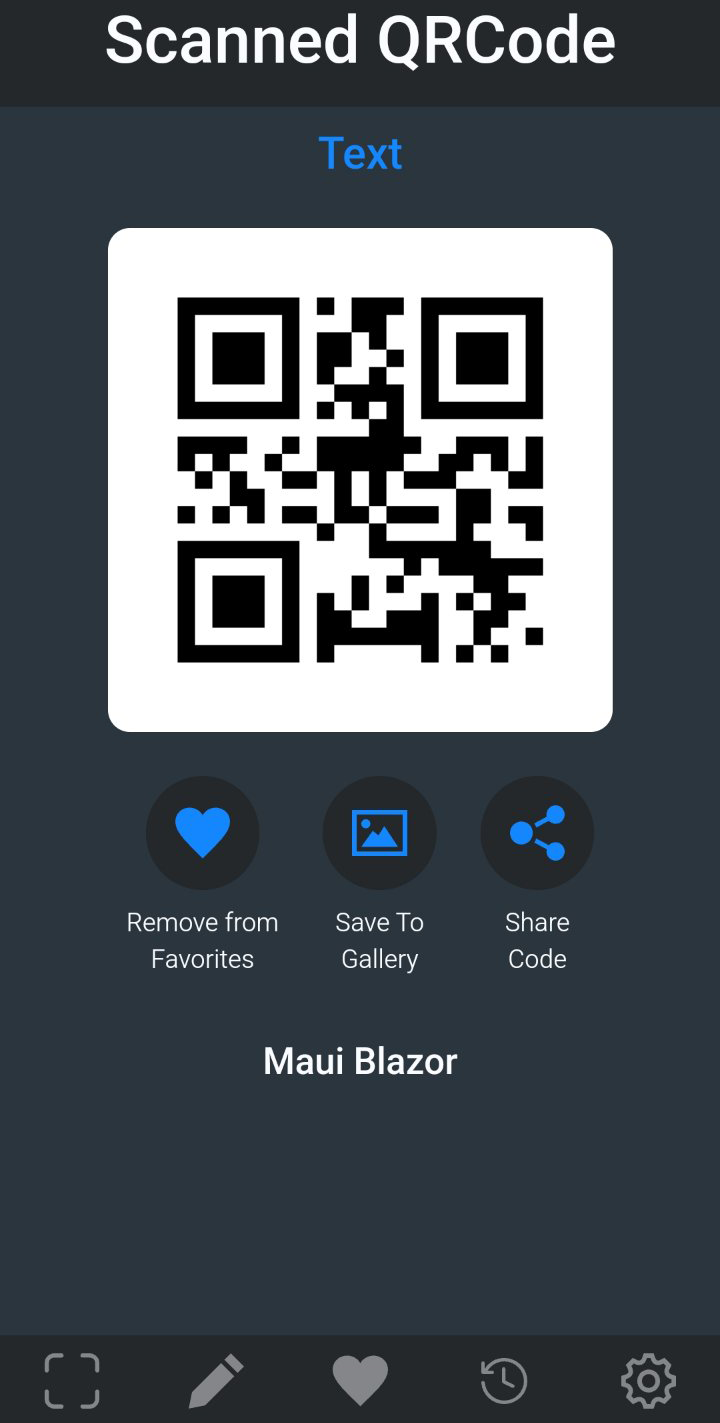 Scanned QRCode
Text
Remove from
Favorites
Save To
Gallery
Share
Code
Maui Blazor